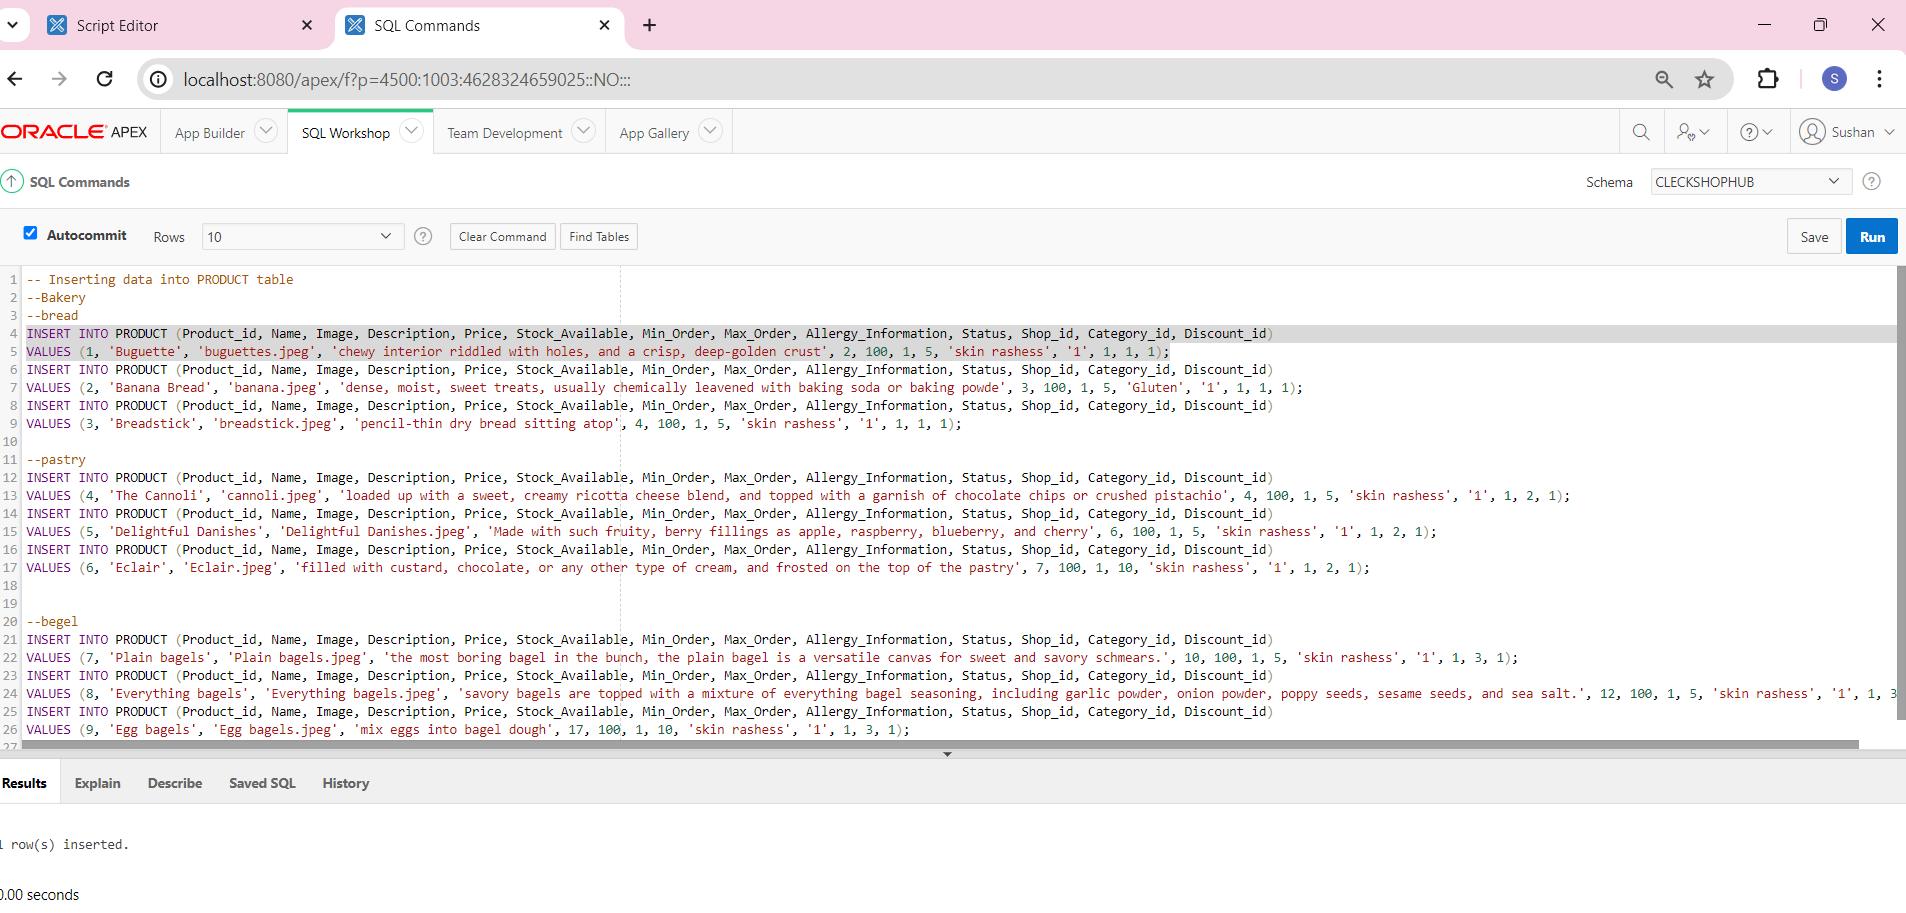 Script Editor
SQL Commands
localhost:8080/apex/f?p=4500:1003:4628324659025::NO:::
S
ORACLE APEX
App Builder
SQL Workshop
Team Development
App Gallery
Sushan
SQL Commands
Schema
CLECKSHOPHUB
Autocommit
Rows
10
Clear Command
Find Tables
Save
Run
1 -- Inserting data into PRODUCT table
2 --Bakery
3 --bread
4 INSERT INTO PRODUCT (Product_id, Name, Image, Description, Price, Stock_Available, Min_Order, Max_Order, Allergy_Information, Status, Shop_id, Category_id, Discount_id)
5 VALUES (1, 'Buguette', 'buguettes.jpeg', 'chewy interior riddled with holes, and a crisp, deep-golden crust', 2, 100, 1, 5, 'skin rashess', '1', 1, 1, 1);
6 INSERT INTO PRODUCT (Product_id, Name, Image, Description, Price, Stock_Available, Min_Order, Max_Order, Allergy_Information, Status, Shop_id, Category_id, Discount_id)
7 VALUES (2, 'Banana Bread', 'banana.jpeg', 'dense, moist, sweet treats, usually chemically leavened with baking soda or baking powde', 3, 100, 1, 5, 'Gluten', '1', 1, 1, 1);
8 INSERT INTO PRODUCT (Product_id, Name, Image, Description, Price, Stock_Available, Min_Order, Max_Order, Allergy_Information, Status, Shop_id, Category_id, Discount_id)
9 VALUES (3, 'Breadstick', 'breadstick.jpeg', 'pencil-thin dry bread sitting atop', 4, 100, 1, 5, 'skin rashess', '1', 1, 1, 1);
10
11 --pastry
12 INSERT INTO PRODUCT (Product_id, Name, Image, Description, Price, Stock_Available, Min_Order, Max_Order, Allergy_Information, Status, Shop_id, Category_id, Discount_id)
13 VALUES (4, 'The Cannoli', 'cannoli.jpeg', 'loaded up with a sweet, creamy ricotta cheese blend, and topped with a garnish of chocolate chips or crushed pistachio', 4, 100, 1, 5, 'skin rashess', '1', 1, 2, 1);
14 INSERT INTO PRODUCT (Product_id, Name, Image, Description, Price, Stock_Available, Min_Order, Max_Order, Allergy_Information, Status, Shop_id, Category_id, Discount_id)
15 VALUES (5, 'Delightful Danishes', 'Delightful Danishes.jpeg', 'Made with such fruity, berry fillings as apple, raspberry, blueberry, and cherry', 6, 100, 1, 5, 'skin rashess', '1', 1, 2, 1);
16 INSERT INTO PRODUCT (Product_id, Name, Image, Description, Price, Stock_Available, Min_Order, Max_Order, Allergy_Information, Status, Shop_id, Category_id, Discount_id)
17 VALUES (6, 'Eclair', 'Eclair.jpeg', 'filled with custard, chocolate, or any other type of cream, and frosted on the top of the pastry', 7, 100, 1, 10, 'skin rashess', '1', 1, 2, 1);
18
19
20 --begel
21 INSERT INTO PRODUCT (Product_id, Name, Image, Description, Price, Stock_Available, Min_Order, Max_Order, Allergy_Information, Status, Shop_id, Category_id, Discount_id)
22 VALUES (7, 'Plain bagels', 'Plain bagels.jpeg', 'the most boring bagel in the bunch, the plain bagel is a versatile canvas for sweet and savory schmears.', 10, 100, 1, 5, 'skin rashess', '1', 1, 3, 1);
23 INSERT INTO PRODUCT (Product_id, Name, Image, Description, Price, Stock_Available, Min_Order, Max_Order, Allergy_Information, Status, Shop_id, Category_id, Discount_id)
24 VALUES (8, 'Everything bagels', 'Everything bagels.jpeg', 'savory bagels are topped with a mixture of everything bagel seasoning, including garlic powder, onion powder, poppy seeds, sesame seeds, and sea salt.', 12, 100, 1, 5, 'skin rashess', '1', 1, 3
25 INSERT INTO PRODUCT (Product_id, Name, Image, Description, Price, Stock_Available, Min_Order, Max_Order, Allergy_Information, Status, Shop_id, Category_id, Discount_id)
26 VALUES (9, 'Egg bagels', 'Egg bagels.jpeg', 'mix eggs into bagel dough', 17, 100, 1, 10, 'skin rashess', '1', 1, 3, 1);
27
Results
Explain
Describe
Saved SQL
History
1 row(s) inserted.
0.00 seconds